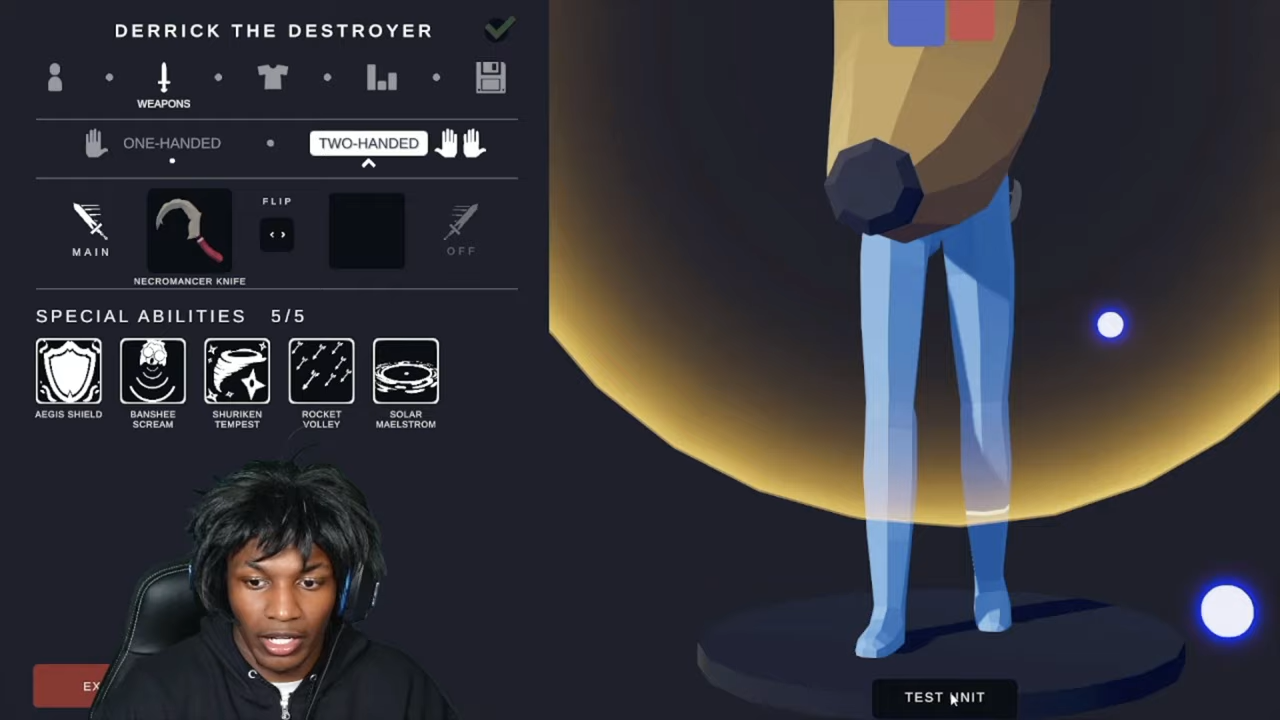 DERRICK THE DESTROYER
WEAPONS
ONE-HANDED
TWO-HANDED
FLIP
MAIN
OFF
NECROMANCER KNIFE
SPECIAL ABILITIES 5/5
AEGIS SHIELD
BANSHEE
SCREAM
SHURIKEN
TEMPEST
ROCKET
VOLLEY
SOLAR
MAELSTROM
EX
TEST UNIT